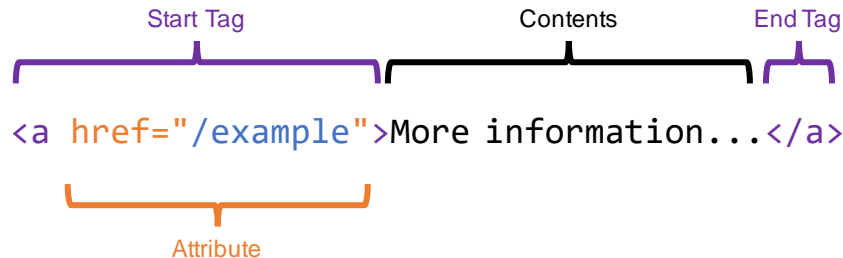 Start Tag Contents End Tag
<a href="/example">More information...</a>
Attribute